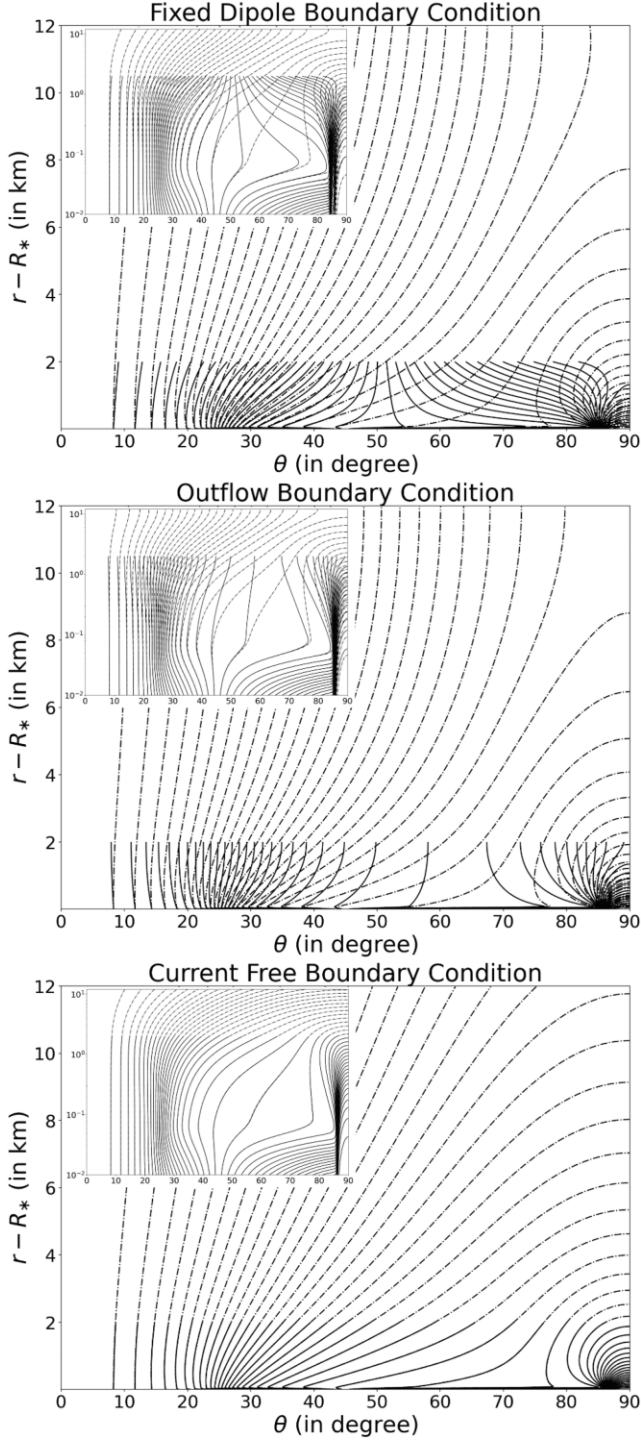 Fixed Dipole Boundary Condition
12
10
8
6
4
2
r − R* (in km)
10¹
10⁰
10⁻¹
10⁻²
0 10 20 30 40 50 60 70 80 90
0 10 20 30 40 50 60 70 80 90
θ (in degree)
Outflow Boundary Condition
12
10
8
6
4
2
r − R* (in km)
10¹
10⁰
10⁻¹
10⁻²
0 10 20 30 40 50 60 70 80 90
0 10 20 30 40 50 60 70 80 90
θ (in degree)
Current Free Boundary Condition
12
10
8
6
4
2
r − R* (in km)
10¹
10⁰
10⁻¹
10⁻²
0 10 20 30 40 50 60 70 80 90
0 10 20 30 40 50 60 70 80 90
θ (in degree)